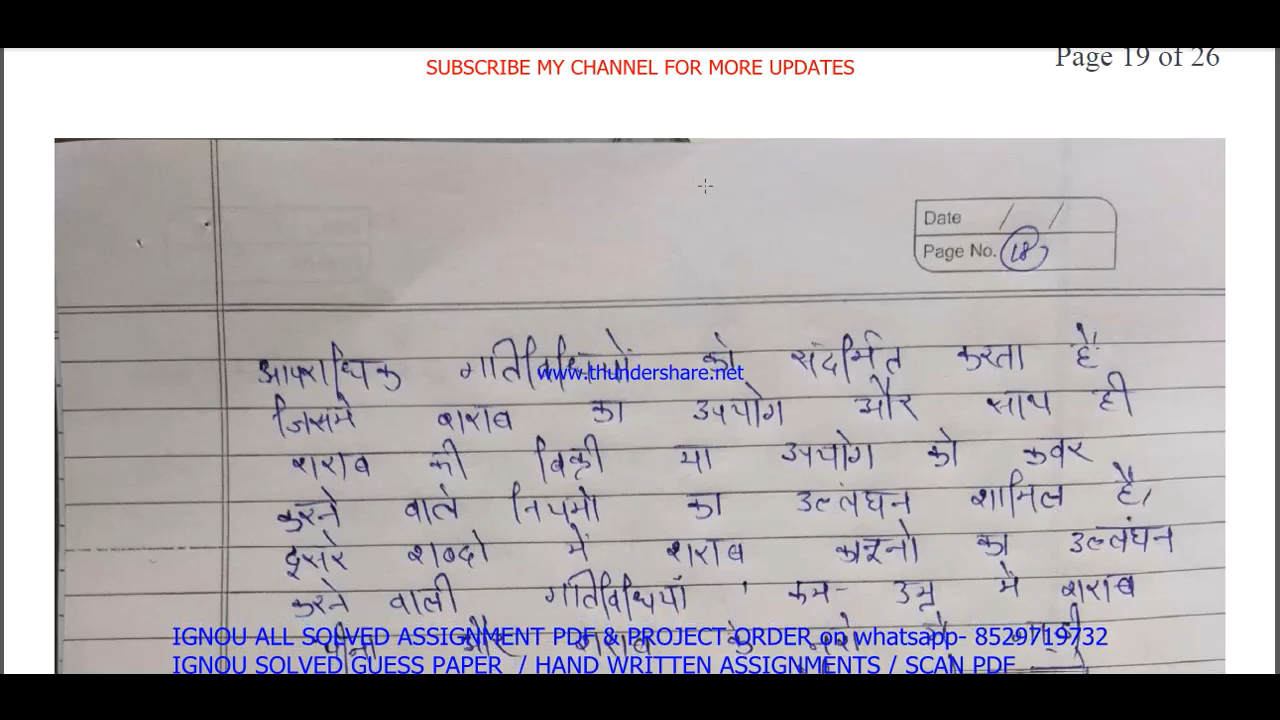 Page 19 of 26
SUBSCRIBE MY CHANNEL FOR MORE UPDATES
Date / /
Page No. 18
आपराधिक गतिविधियों को संदर्भित करता है
www.thundershare.net
जिसमे शराब का उपयोग और साथ ही
शराब की बिक्री या उपयोग को कवर
करने वाले नियमो का उल्लंघन शामिल है,
दूसरे शब्दो में शराब कानूनो का उल्लंघन
करने वाली गतिविधियाँ , कम- उम्र मे शराब
पीना और शराब के नशे में
IGNOU ALL SOLVED ASSIGNMENT PDF & PROJECT ORDER on whatsapp- 8529719732
IGNOU SOLVED GUESS PAPER / HAND WRITTEN ASSIGNMENTS / SCAN PDF